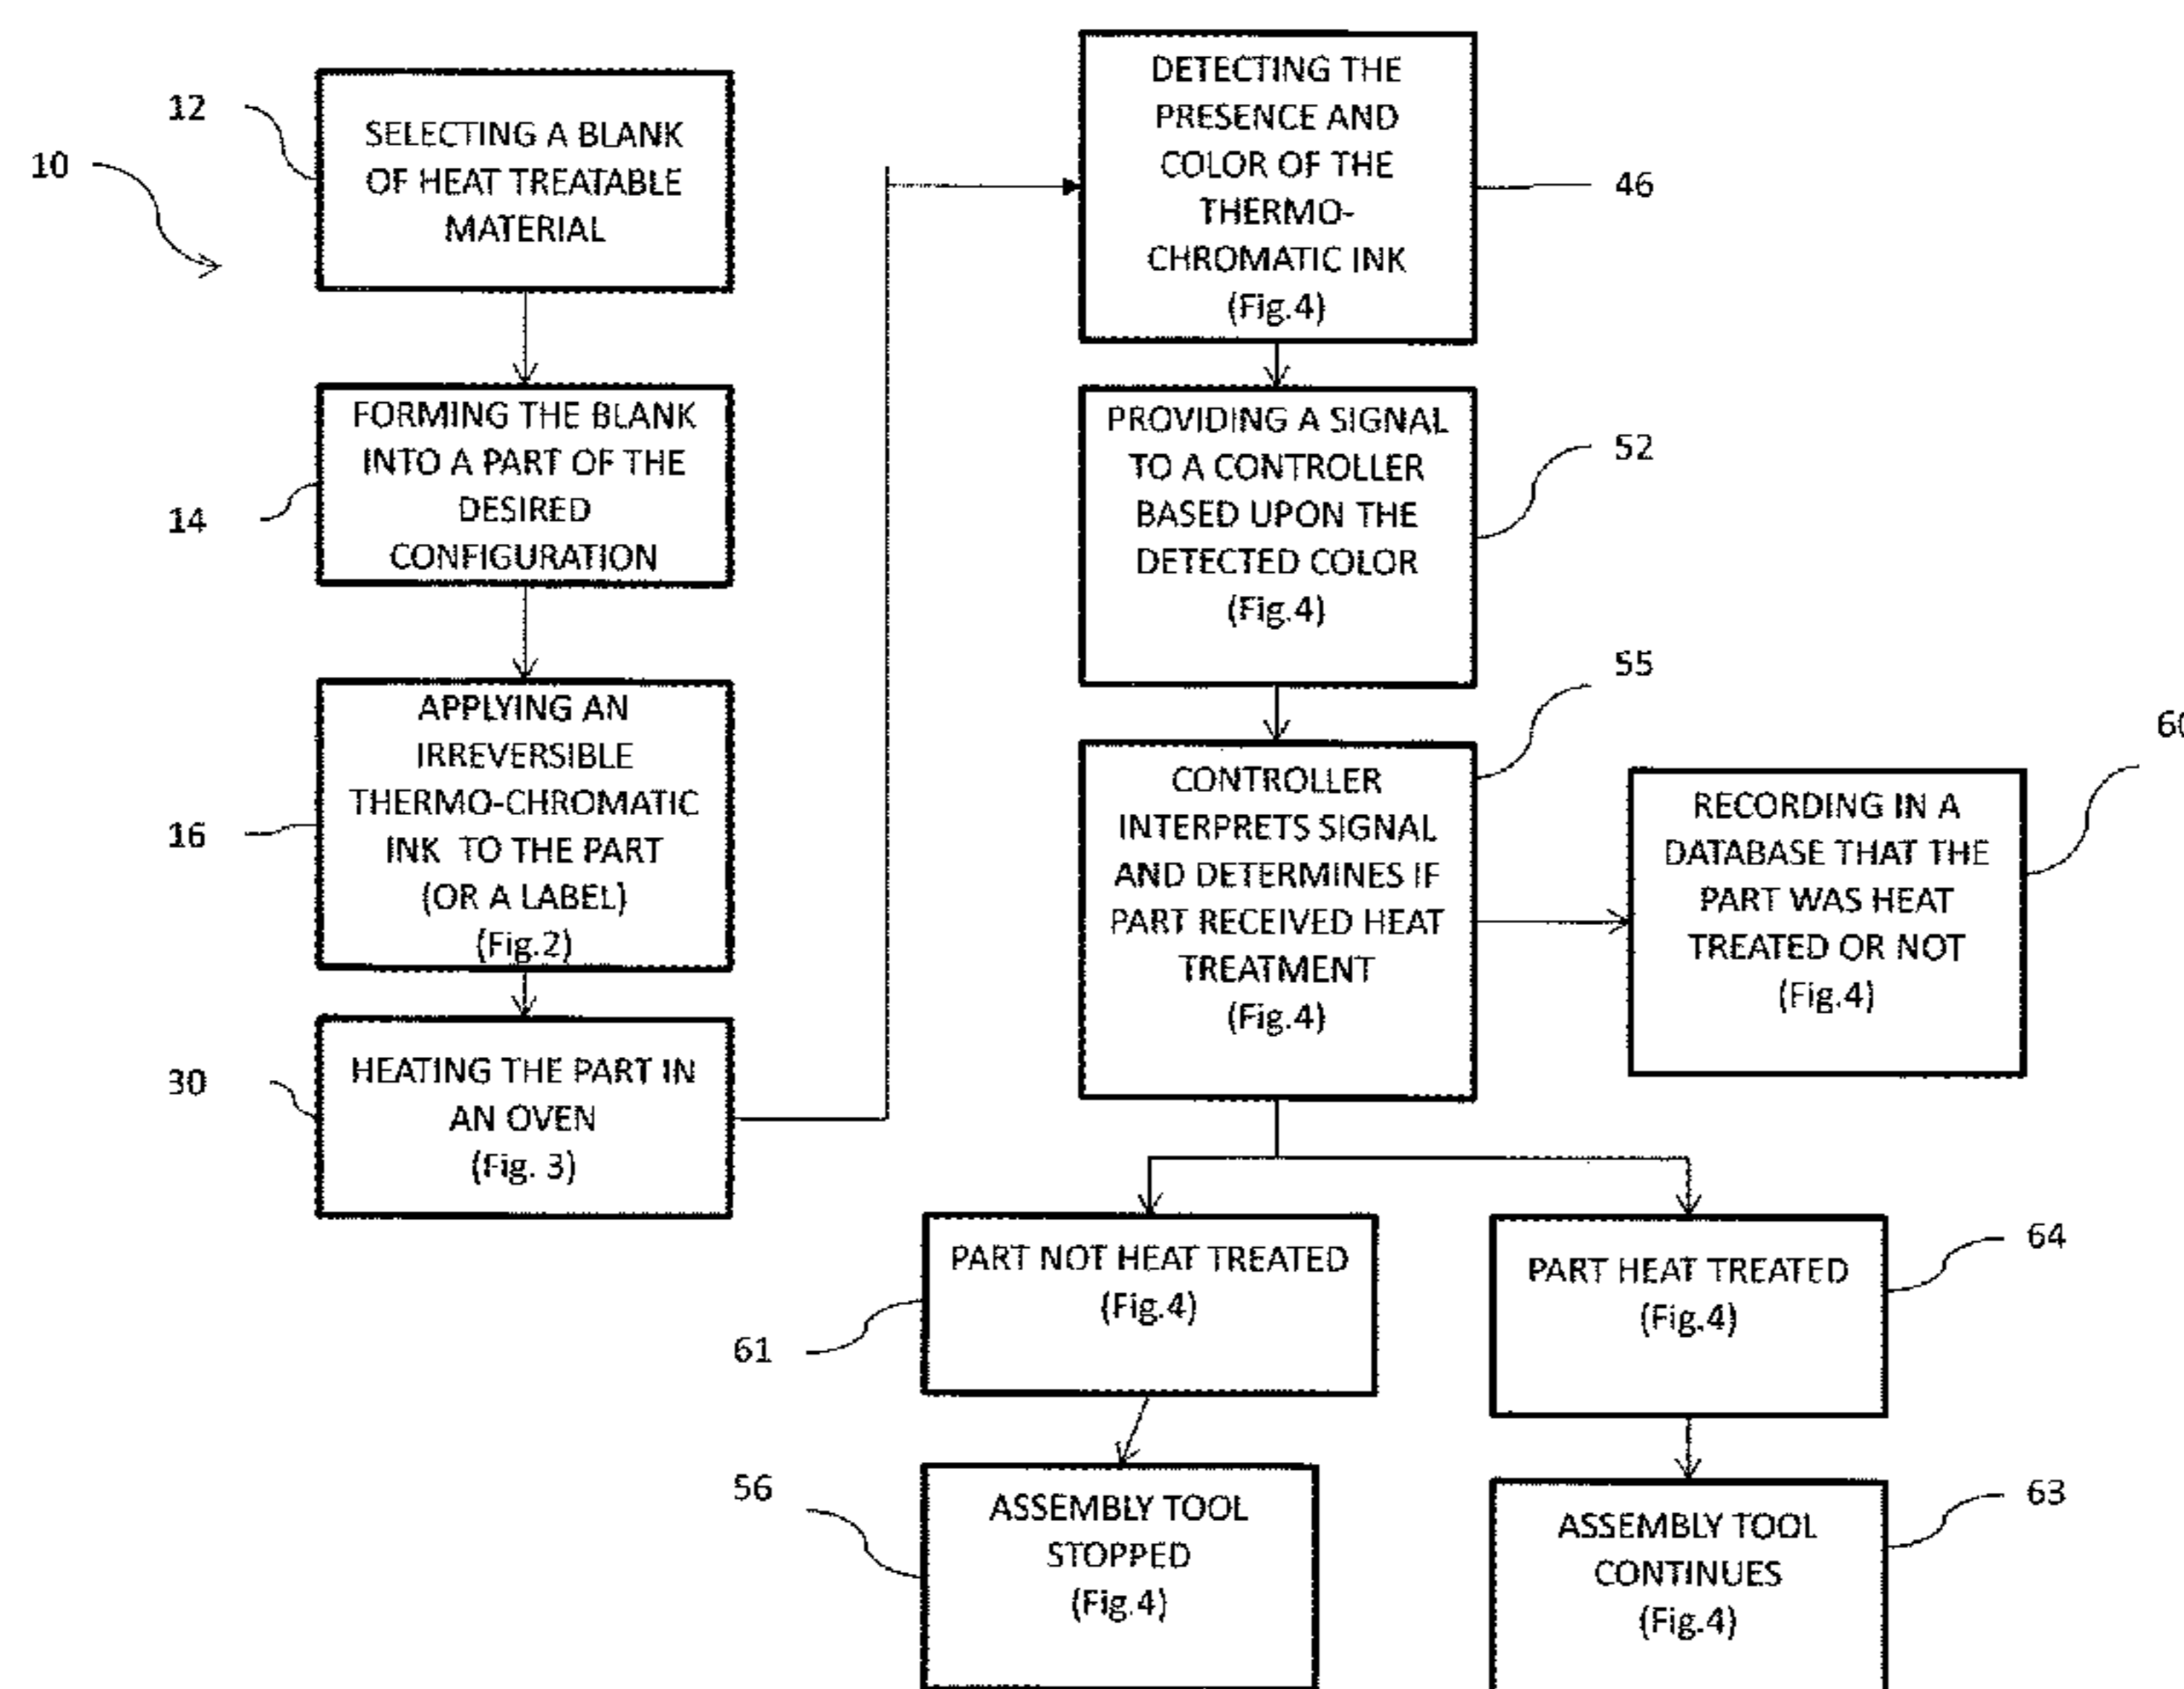 10
12
SELECTING A BLANK
OF HEAT TREATABLE
MATERIAL
14
FORMING THE BLANK
INTO A PART OF THE
DESIRED
CONFIGURATION
16
APPLYING AN
IRREVERSIBLE
THERMO-CHROMATIC
INK TO THE PART
(OR A LABEL)
(Fig.2)
30
HEATING THE PART IN
AN OVEN
(Fig. 3)
DETECTING THE
PRESENCE AND
COLOR OF THE
THERMO-
CHROMATIC INK
(Fig.4)
46
PROVIDING A SIGNAL
TO A CONTROLLER
BASED UPON THE
DETECTED COLOR
(Fig.4)
52
CONTROLLER
INTERPRETS SIGNAL
AND DETERMINES IF
PART RECEIVED HEAT
TREATMENT
(Fig.4)
55
RECORDING IN A
DATABASE THAT THE
PART WAS HEAT
TREATED OR NOT
(Fig.4)
60
PART NOT HEAT TREATED
(Fig.4)
61
PART HEAT TREATED
(Fig.4)
64
ASSEMBLY TOOL
STOPPED
(Fig.4)
56
ASSEMBLY TOOL
CONTINUES
(Fig.4)
63